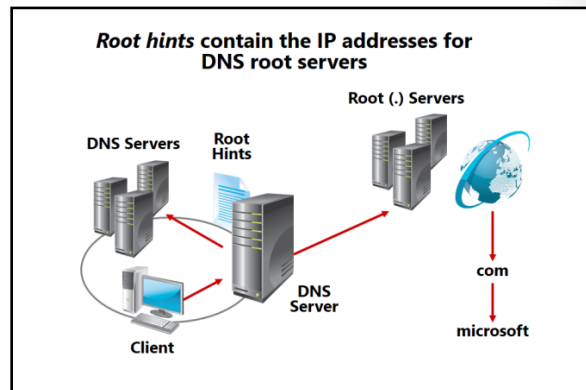 Root hints contain the IP addresses for
DNS root servers
Root (.) Servers
DNS Servers
Root
Hints
com
DNS
Server
microsoft
Client